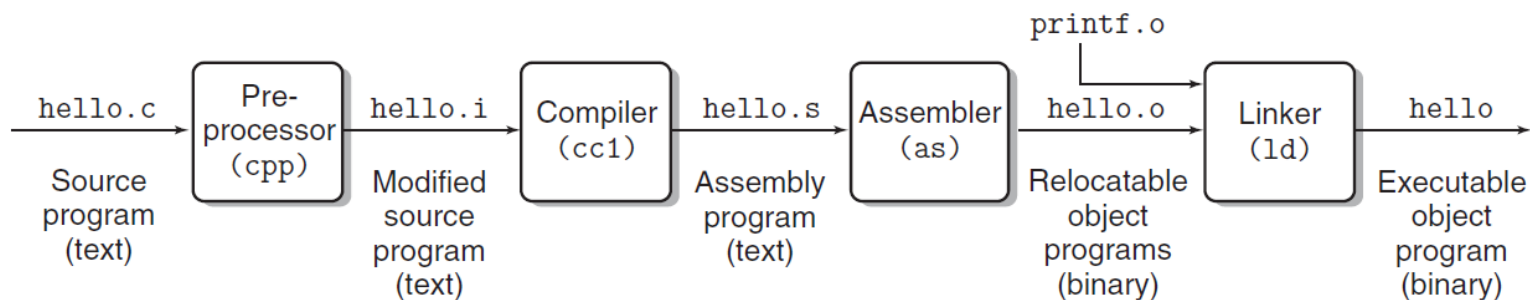 printf.o
hello.c
Pre-
processor
(cpp)
hello.i
Compiler
(cc1)
hello.s
Assembler
(as)
hello.o
Linker
(ld)
hello
Source
program
(text)
Modified
source
program
(text)
Assembly
program
(text)
Relocatable
object
programs
(binary)
Executable
object
program
(binary)